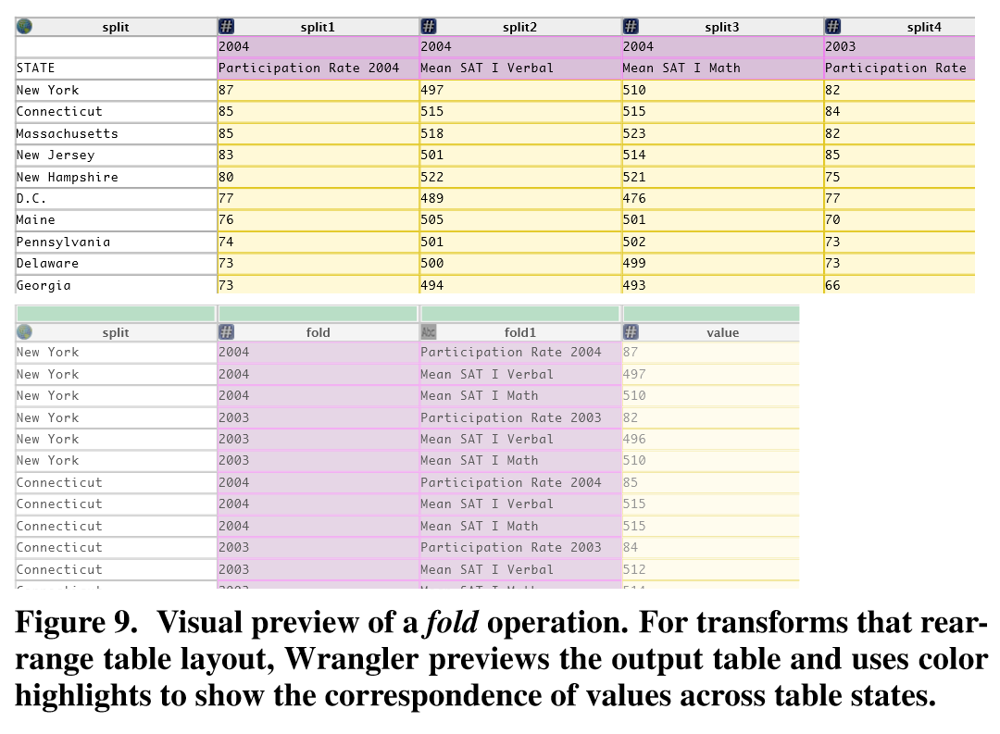 split # split1 # split2 # split3 # split4
2004 2004 2004 2003
STATE Participation Rate 2004 Mean SAT I Verbal Mean SAT I Math Participation Rate
New York 87 497 510 82
Connecticut 85 515 515 84
Massachusetts 85 518 523 82
New Jersey 83 501 514 85
New Hampshire 80 522 521 75
D.C. 77 489 476 77
Maine 76 505 501 70
Pennsylvania 74 501 502 73
Delaware 73 500 499 73
Georgia 73 494 493 66
split # fold Abc fold1 # value
New York 2004 Participation Rate 2004 87
New York 2004 Mean SAT I Verbal 497
New York 2004 Mean SAT I Math 510
New York 2003 Participation Rate 2003 82
New York 2003 Mean SAT I Verbal 496
New York 2003 Mean SAT I Math 510
Connecticut 2004 Participation Rate 2004 85
Connecticut 2004 Mean SAT I Verbal 515
Connecticut 2004 Mean SAT I Math 515
Connecticut 2003 Participation Rate 2003 84
Connecticut 2003 Mean SAT I Verbal 512
Figure 9. Visual preview of a fold operation. For transforms that rear-
range table layout, Wrangler previews the output table and uses color
highlights to show the correspondence of values across table states.